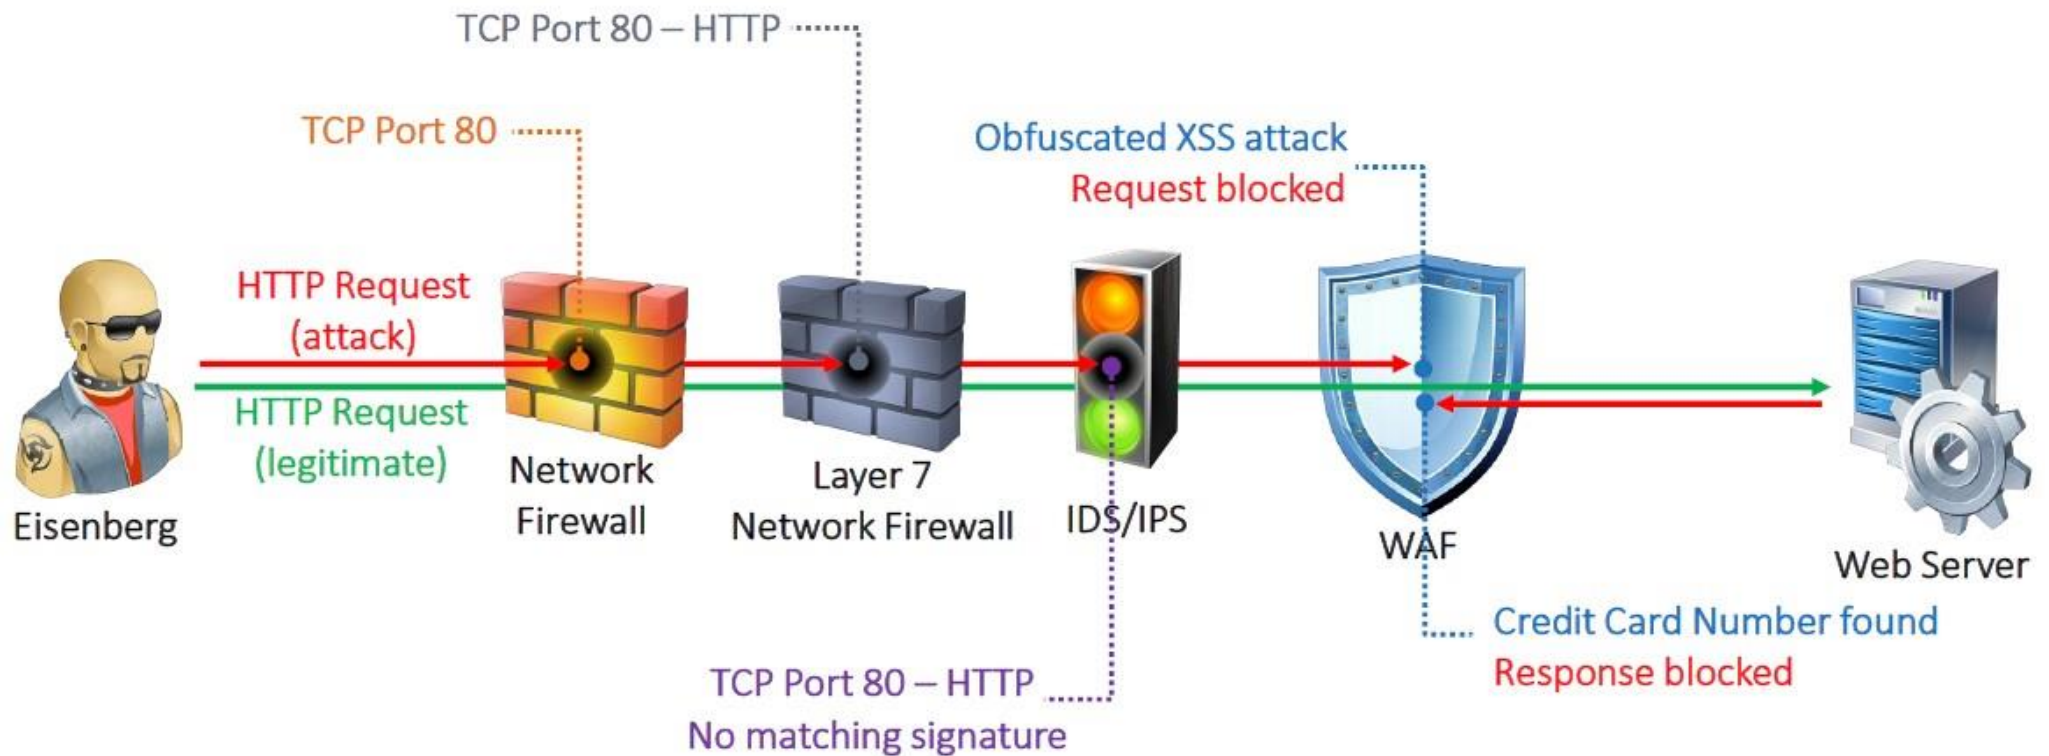 TCP Port 80 – HTTP
TCP Port 80
Obfuscated XSS attack
Request blocked
HTTP Request
(attack)
HTTP Request
(legitimate)
Eisenberg
Network
Firewall
Layer 7
Network Firewall
IDS/IPS
WAF
Web Server
Credit Card Number found
Response blocked
TCP Port 80 – HTTP
No matching signature